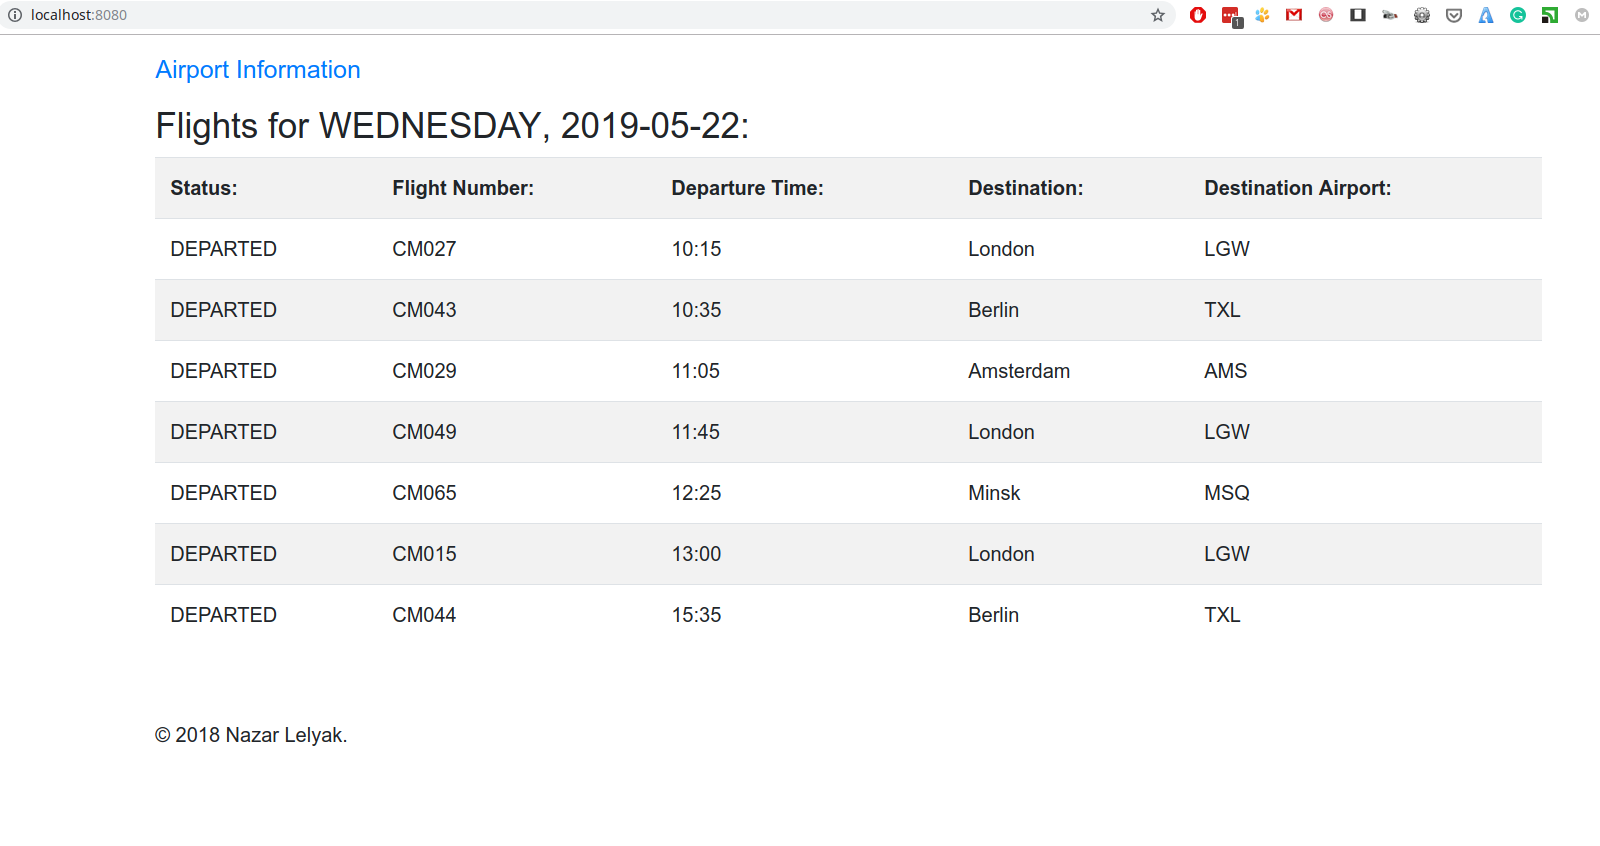 localhost:8080
1
Airport Information
Flights for WEDNESDAY, 2019-05-22:
Status: Flight Number: Departure Time: Destination: Destination Airport:
DEPARTED CM027 10:15 London LGW
DEPARTED CM043 10:35 Berlin TXL
DEPARTED CM029 11:05 Amsterdam AMS
DEPARTED CM049 11:45 London LGW
DEPARTED CM065 12:25 Minsk MSQ
DEPARTED CM015 13:00 London LGW
DEPARTED CM044 15:35 Berlin TXL
© 2018 Nazar Lelyak.